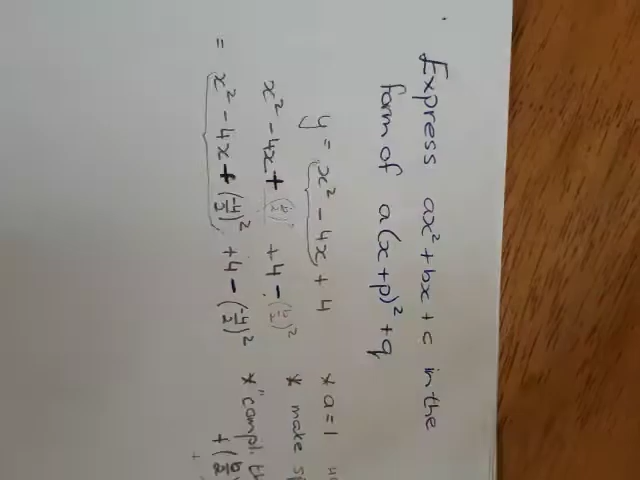 Express ax² + bx + c in the
form of a(x+p)² + q
y = x² - 4x + 4 * a=1
x² - 4x + (b/2)² + 4 - (b/2)² * make
= x² - 4x + (-4/2)² + 4 - (-4/2)² * "compl.
+ (b/2)